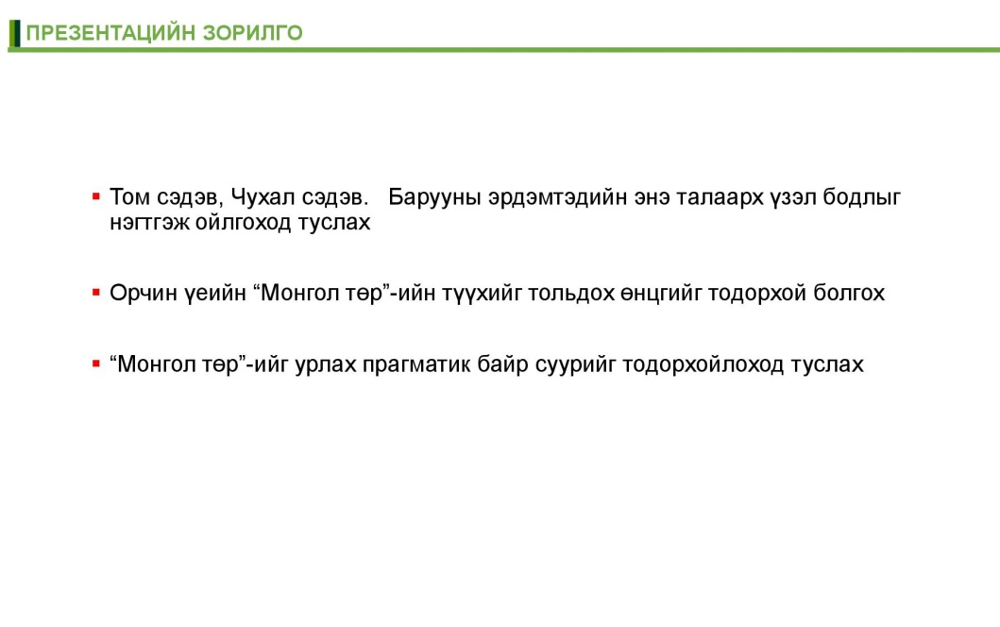 ПРЕЗЕНТАЦИЙН ЗОРИЛГО
Том сэдэв, Чухал сэдэв.   Барууны эрдэмтэдийн энэ талаарх үзэл бодлыг
нэгтгэж ойлгоход туслах
Орчин үеийн “Монгол төр”-ийн түүхийг тольдох өнцгийг тодорхой болгох
“Монгол төр”-ийг урлах прагматик байр суурийг тодорхойлоход туслах